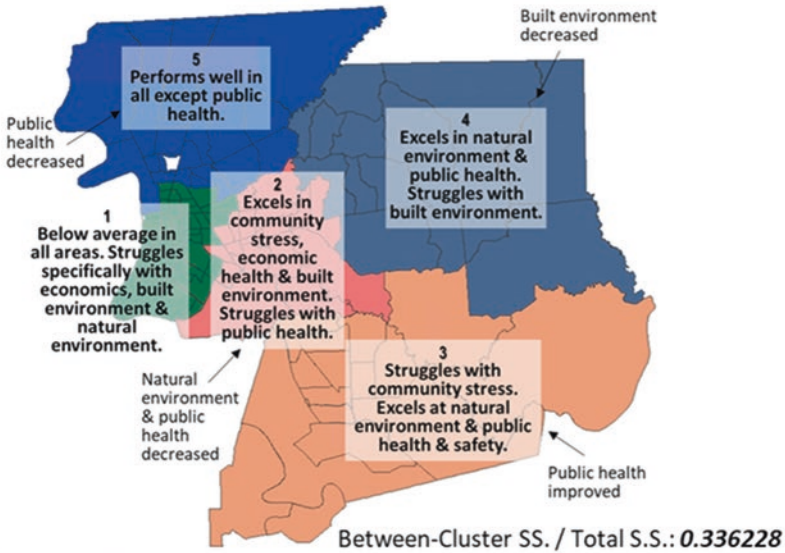 Built environment
decreased
5
Performs well in
all except public
health.
Public
health
decreased
4
Excels in natural
environment &
public health.
Struggles with
built environment.
2
Excels in
community
stress,
economic
health & built
environment.
Struggles with
public health.
1
Below average in
all areas. Struggles
specifically with
economics, built
environment &
natural
environment.
3
Struggles with
community stress.
Excels at natural
environment & public
health & safety.
Natural
environment
& public
health
decreased
Public health
improved
Between-Cluster SS. / Total S.S.: 0.336228